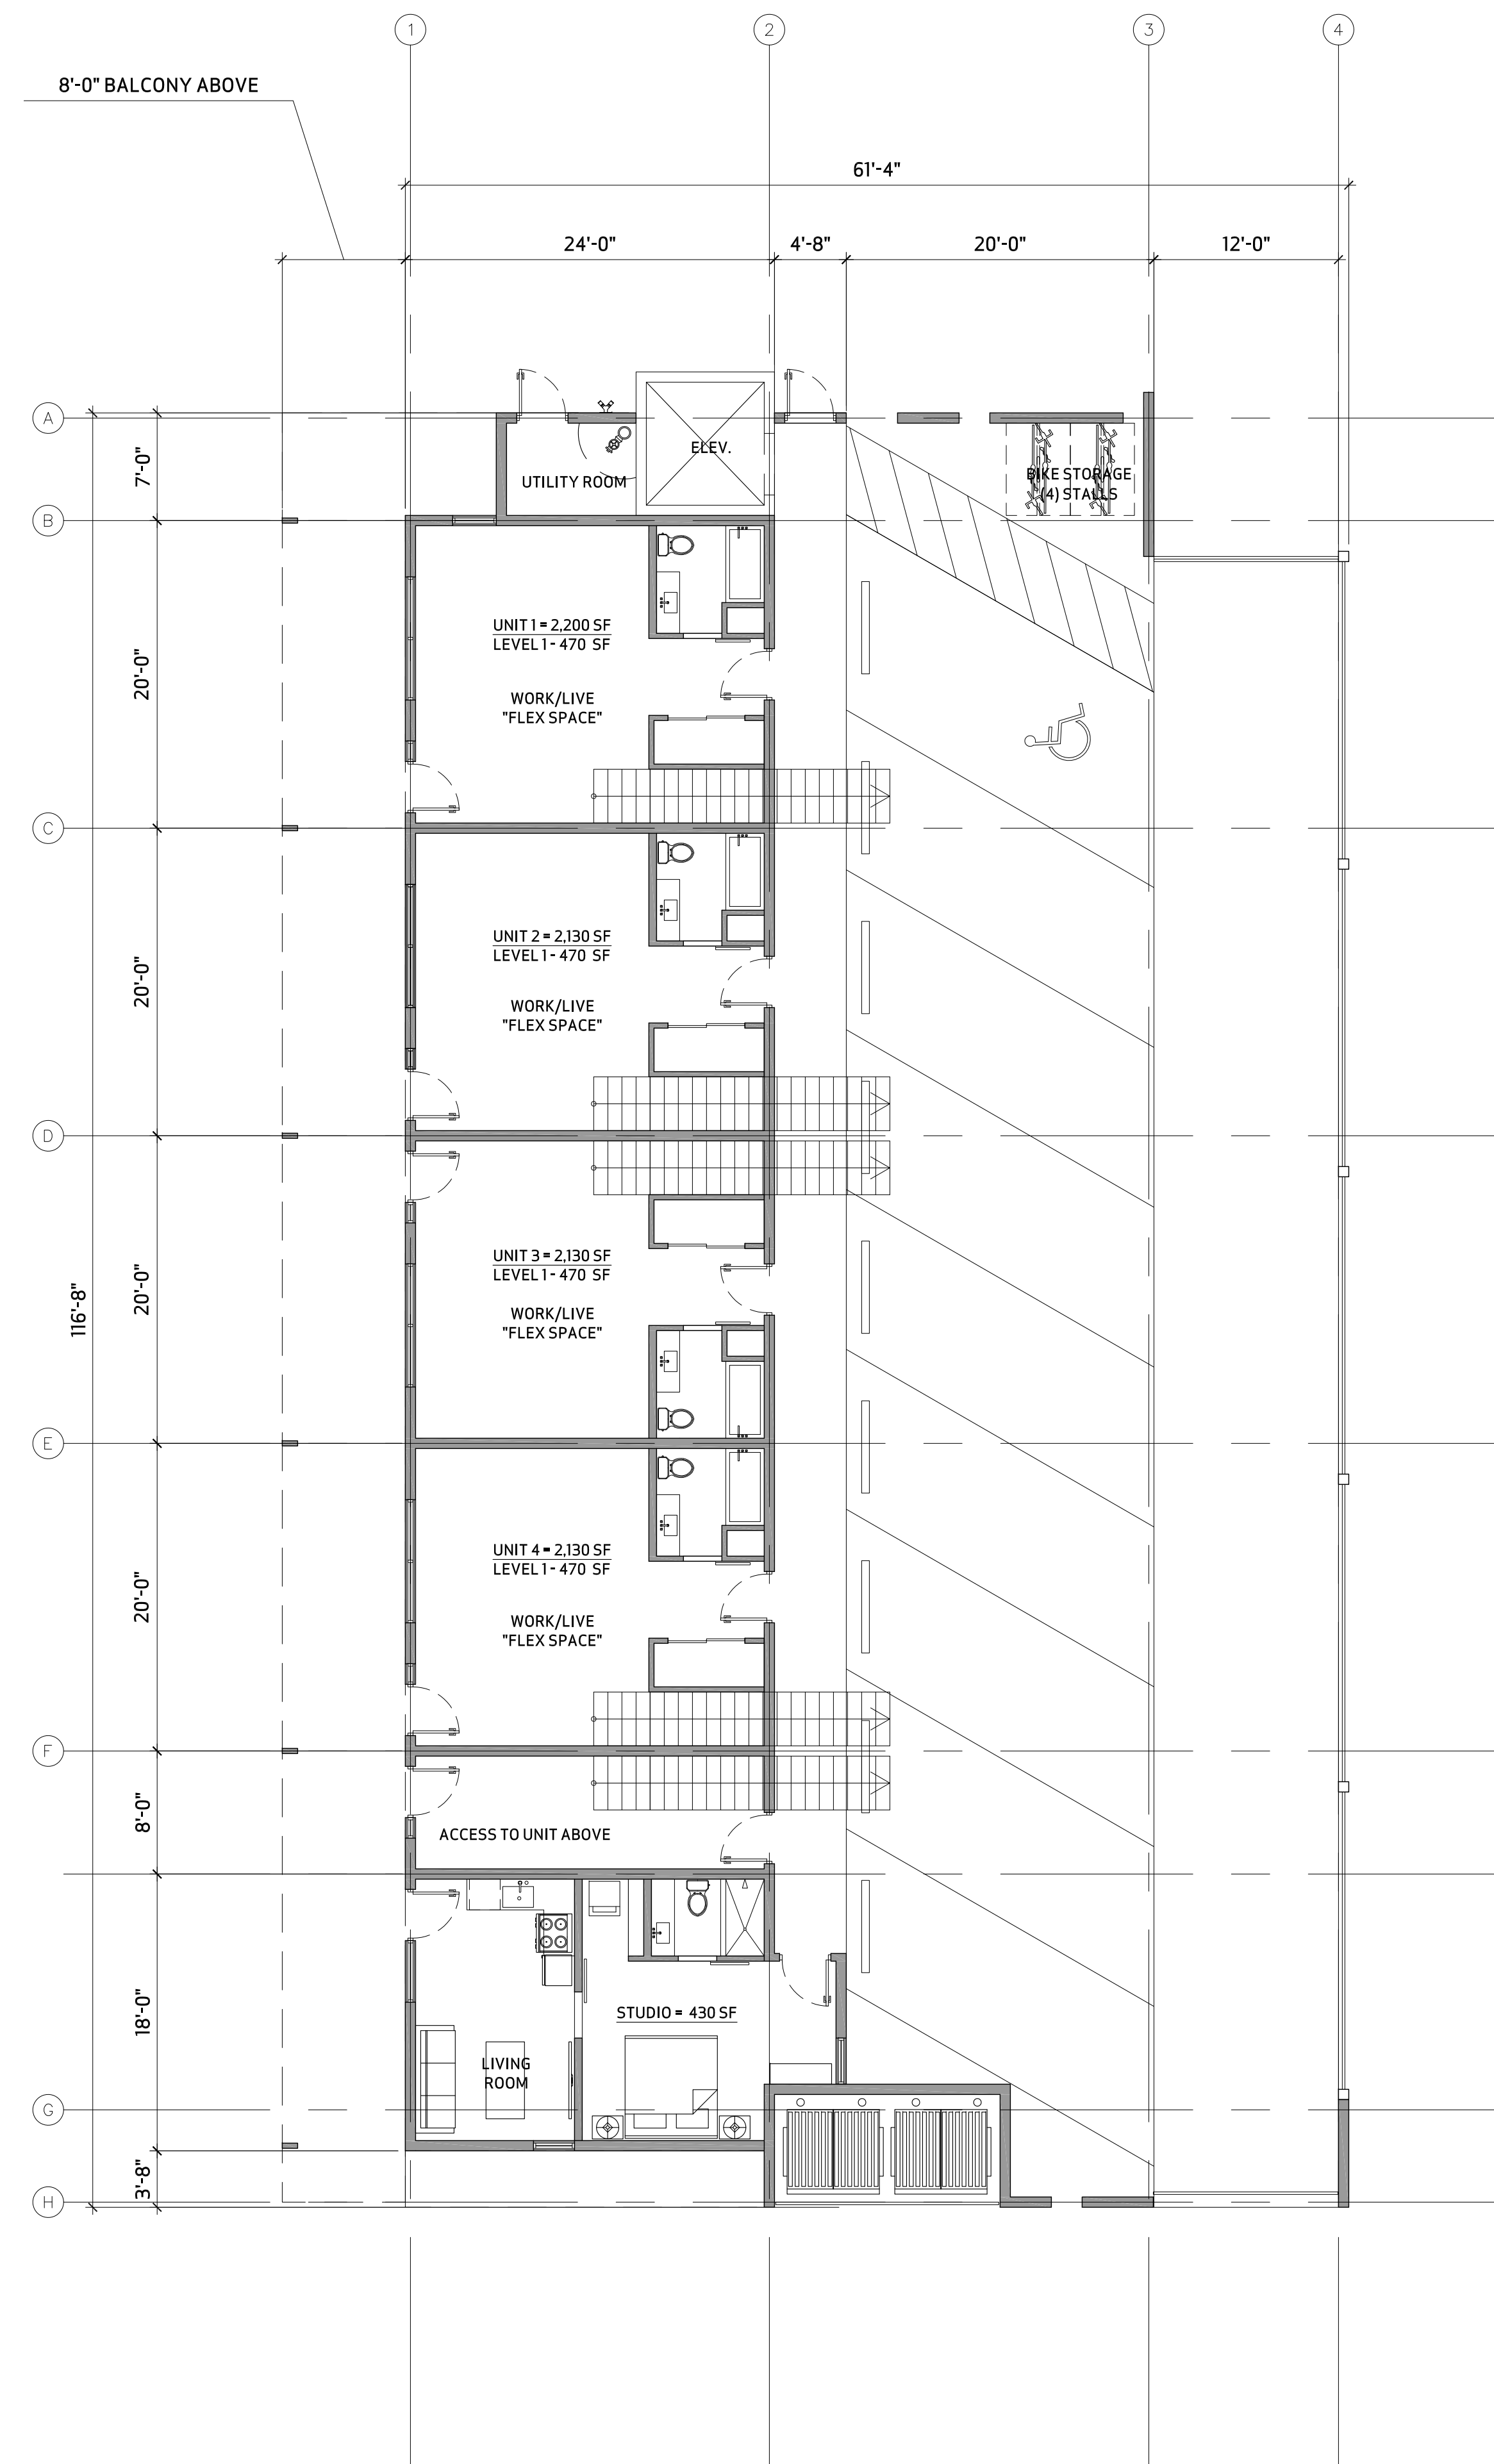 1
2
3
4
8'-0" BALCONY ABOVE
61'-4"
24'-0"
4'-8"
20'-0"
12'-0"
A
7'-0"
ELEV.
UTILITY ROOM
BIKE STORAGE
(4) STALLS
B
20'-0"
UNIT 1 = 2,200 SF
LEVEL 1 - 470 SF
WORK/LIVE
"FLEX SPACE"
C
20'-0"
UNIT 2 = 2,130 SF
LEVEL 1 - 470 SF
WORK/LIVE
"FLEX SPACE"
D
116'-8"
20'-0"
UNIT 3 = 2,130 SF
LEVEL 1 - 470 SF
WORK/LIVE
"FLEX SPACE"
E
20'-0"
UNIT 4 = 2,130 SF
LEVEL 1 - 470 SF
WORK/LIVE
"FLEX SPACE"
F
8'-0"
ACCESS TO UNIT ABOVE
18'-0"
STUDIO = 430 SF
LIVING
ROOM
G
3'-8"
H